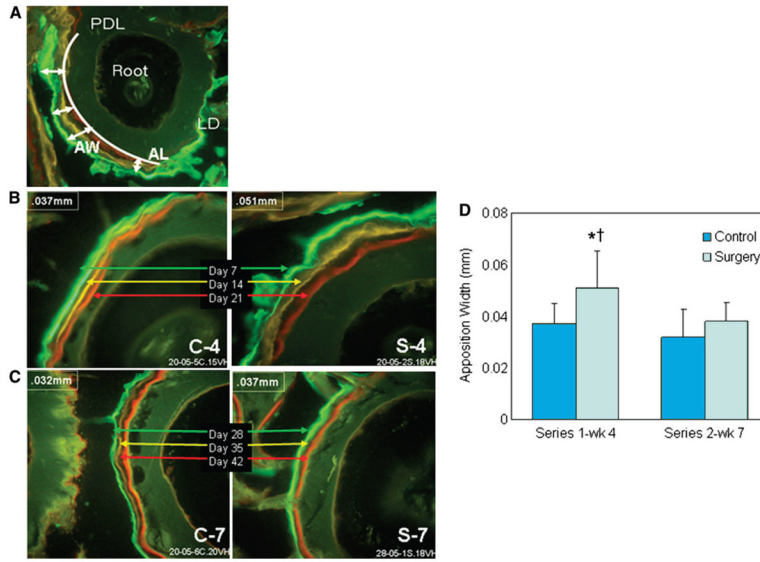 A
PDL
Root
LD
AW
AL
B
.037mm
.051mm
Day 7
Day 14
Day 21
C-4
20-05-5C.15VH
S-4
20-05-2S.18VH
C
.032mm
.037mm
Day 28
Day 35
Day 42
C-7
20-05-6C.20VH
S-7
28-05-1S.18VH
D
0.08
0.06
0.04
0.02
0
Apposition Width (mm)
*†
Control
Surgery
Series 1-wk 4
Series 2-wk 7